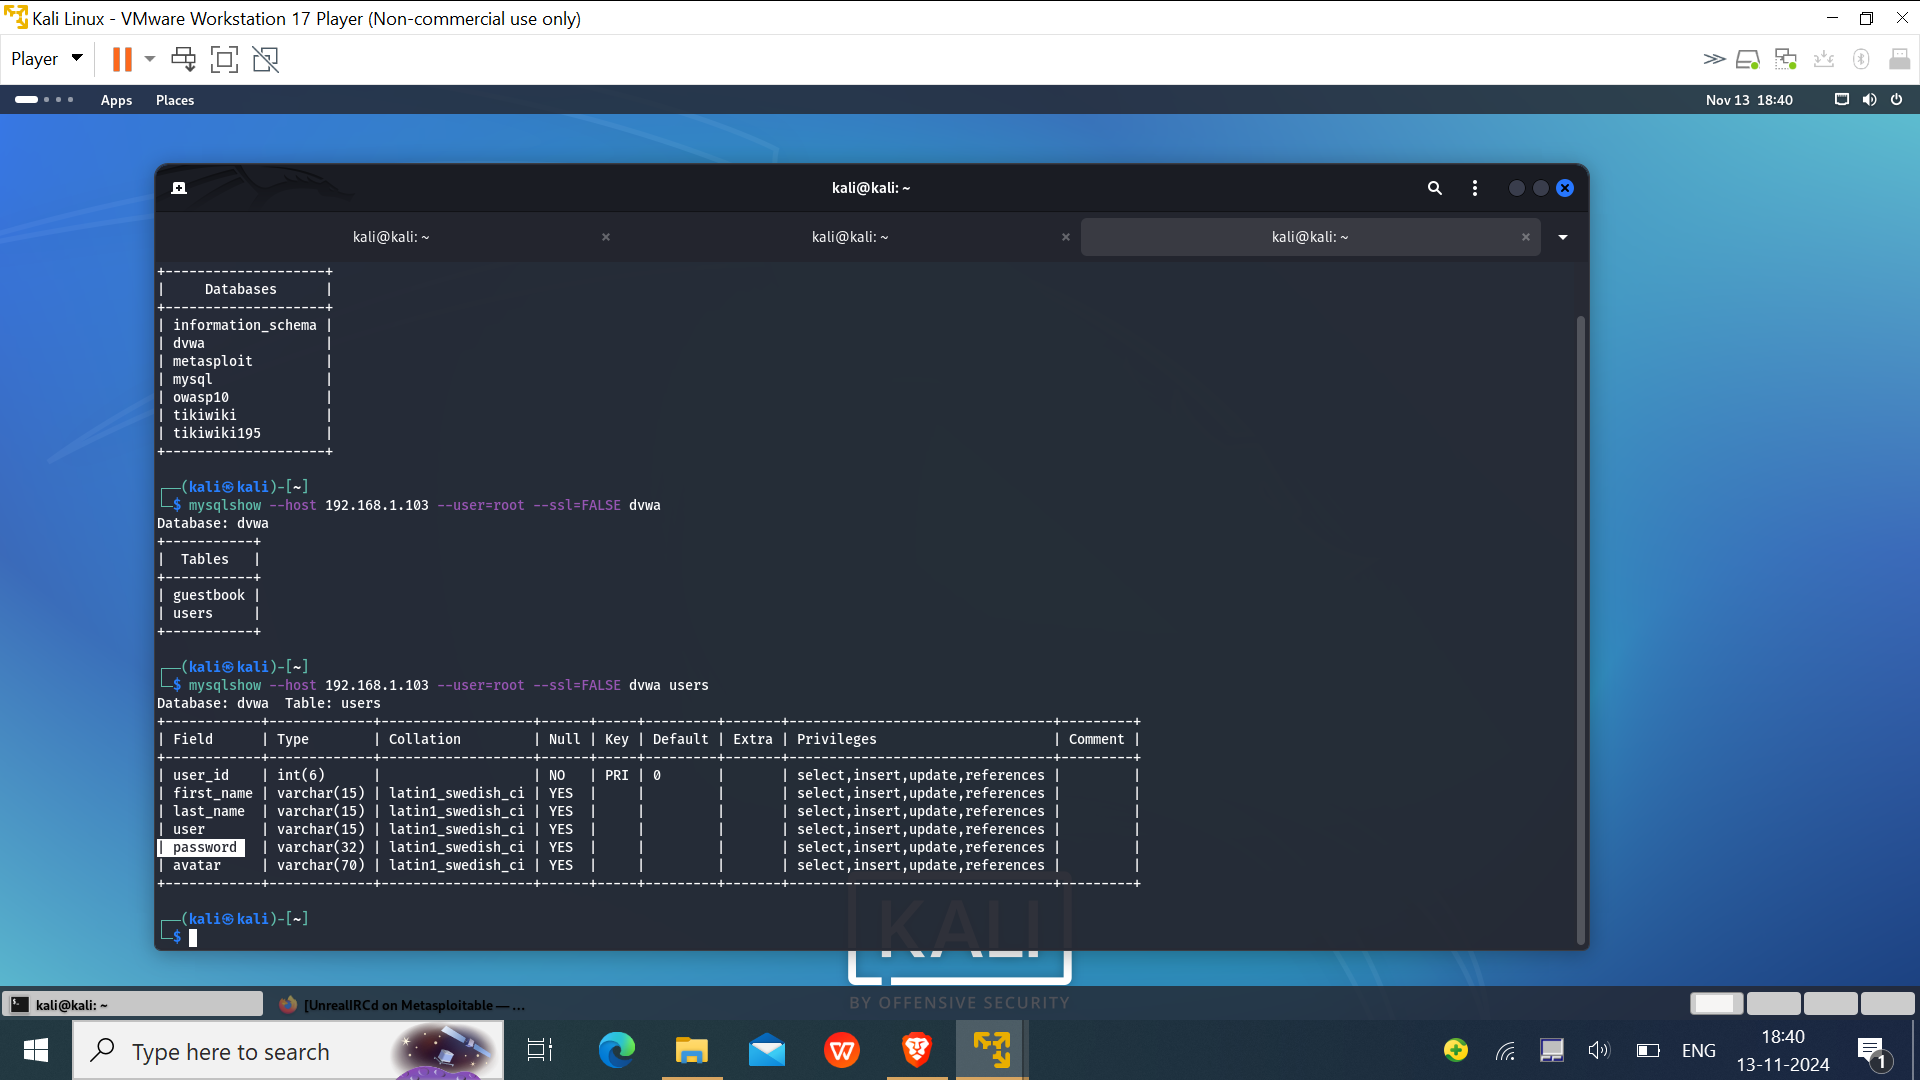 Kali Linux - VMware Workstation 17 Player (Non-commercial use only)
Player
Apps Places Nov 13 18:40
kali@kali: ~
kali@kali: ~ kali@kali: ~ kali@kali: ~
+--------------------+
|     Databases      |
+--------------------+
| information_schema |
| dvwa               |
| metasploit         |
| mysql              |
| owasp10            |
| tikiwiki           |
| tikiwiki195        |
+--------------------+
┌──(kali㉿kali)-[~]
└─$ mysqlshow --host 192.168.1.103 --user=root --ssl=FALSE dvwa
Database: dvwa
+-----------+
|  Tables   |
+-----------+
| guestbook |
| users     |
+-----------+
┌──(kali㉿kali)-[~]
└─$ mysqlshow --host 192.168.1.103 --user=root --ssl=FALSE dvwa users
Database: dvwa  Table: users
+------------+-------------+-------------------+------+-----+---------+-------+---------------------------------+---------+
| Field      | Type        | Collation         | Null | Key | Default | Extra | Privileges                      | Comment |
+------------+-------------+-------------------+------+-----+---------+-------+---------------------------------+---------+
| user_id    | int(6)      |                   | NO   | PRI | 0       |       | select,insert,update,references |         |
| first_name | varchar(15) | latin1_swedish_ci | YES  |     |         |       | select,insert,update,references |         |
| last_name  | varchar(15) | latin1_swedish_ci | YES  |     |         |       | select,insert,update,references |         |
| user       | varchar(15) | latin1_swedish_ci | YES  |     |         |       | select,insert,update,references |         |
| password   | varchar(32) | latin1_swedish_ci | YES  |     |         |       | select,insert,update,references |         |
| avatar     | varchar(70) | latin1_swedish_ci | YES  |     |         |       | select,insert,update,references |         |
+------------+-------------+-------------------+------+-----+---------+-------+---------------------------------+---------+
┌──(kali㉿kali)-[~]
└─$
KALI
BY OFFENSIVE SECURITY
kali@kali: ~ [UnrealIRCd on Metasploitable — ...
Type here to search
W
ENG
18:40
13-11-2024
1